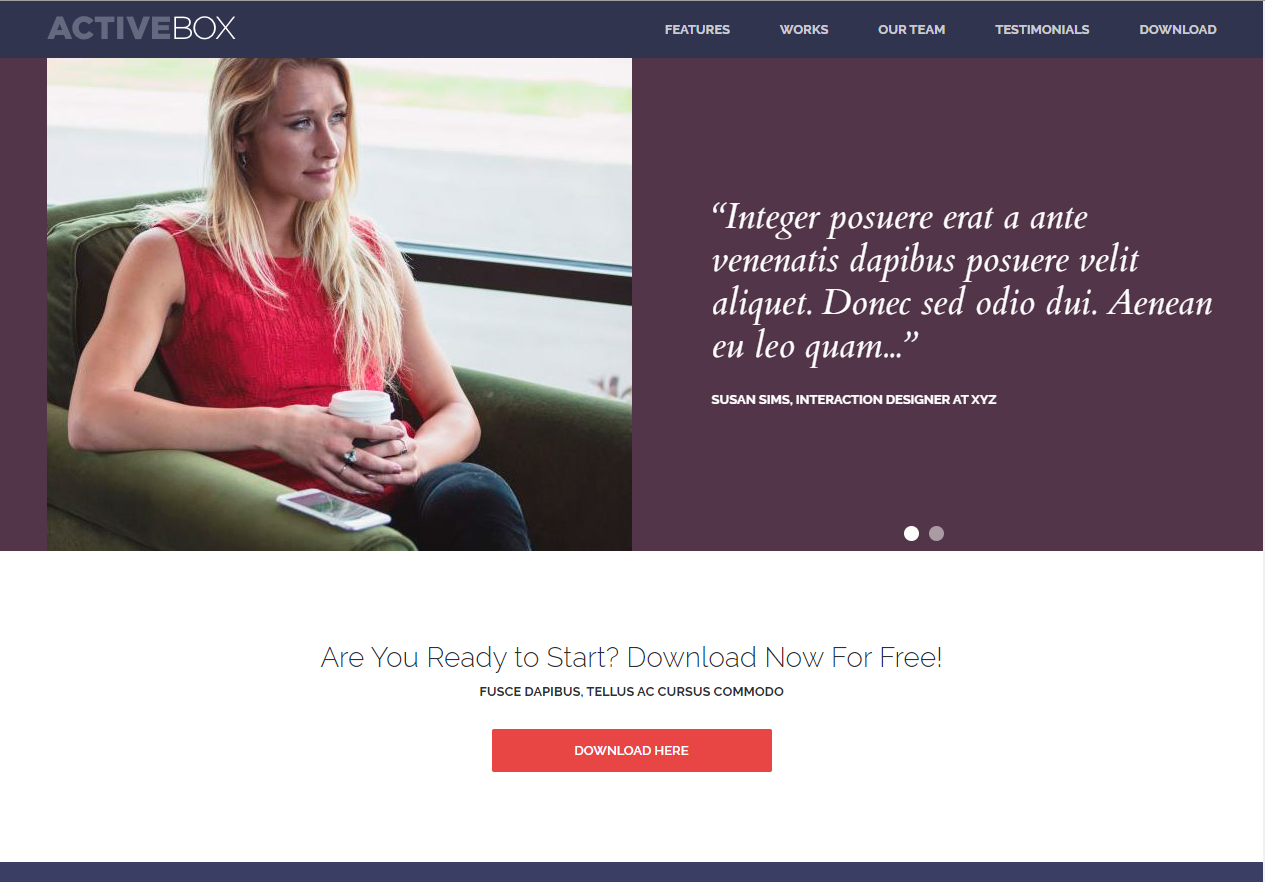 ACTIVEBOX
FEATURES WORKS OUR TEAM TESTIMONIALS DOWNLOAD
“Integer posuere erat a ante
venenatis dapibus posuere velit
aliquet. Donec sed odio dui. Aenean
eu leo quam...”
SUSAN SIMS, INTERACTION DESIGNER AT XYZ
Are You Ready to Start? Download Now For Free!
FUSCE DAPIBUS, TELLUS AC CURSUS COMMODO
DOWNLOAD HERE